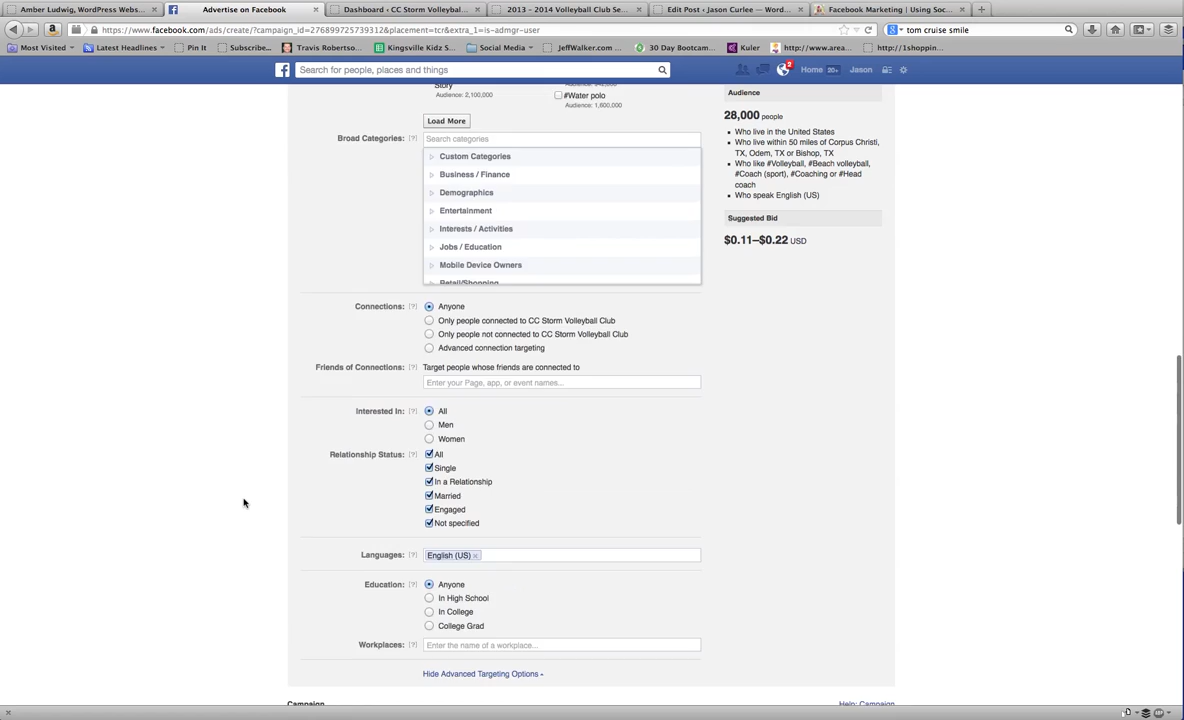 Amber Ludwig, WordPress Webs...
Advertise on Facebook
Dashboard ‹ CC Storm Volleybal...
2013 - 2014 Volleyball Club Se...
Edit Post ‹ Jason Curlee — Wor...
Facebook Marketing | Using Soc...
https://www.facebook.com/ads/create/?campaign_id=276899725739312&placement=tcr&extra_1=is-admgr-user
tom cruise smile
Most Visited
Latest Headlines
Pin It
Subscribe...
Travis Robertso...
Kingsville Kidz S...
Social Media
JeffWalker.com ...
30 Day Bootcam...
Kuler
http://www.area...
http://1shoppin...
Search for people, places and things
Home 20+
2
Jason
Story
Audience: 2,100,000
#Water polo
Audience: 1,600,000
Load More
Broad Categories: [?]
Search categories
Custom Categories
Business / Finance
Demographics
Entertainment
Interests / Activities
Jobs / Education
Mobile Device Owners
Retail/Shopping
Connections: [?]
Anyone
Only people connected to CC Storm Volleyball Club
Only people not connected to CC Storm Volleyball Club
Advanced connection targeting
Friends of Connections: [?]
Target people whose friends are connected to
Enter your Page, app, or event names...
Interested In: [?]
All
Men
Women
Relationship Status: [?]
All
Single
In a Relationship
Married
Engaged
Not specified
Languages: [?]
English (US) ×
Education: [?]
Anyone
In High School
In College
College Grad
Workplaces: [?]
Enter the name of a workplace...
Hide Advanced Targeting Options
Campaign
Help: Campaign
Audience
28,000 people
Who live in the United States
Who live within 50 miles of Corpus Christi,
TX, Odem, TX or Bishop, TX
Who like #Volleyball, #Beach volleyball,
#Coach (sport), #Coaching or #Head
coach
Who speak English (US)
Suggested Bid
$0.11–$0.22 USD